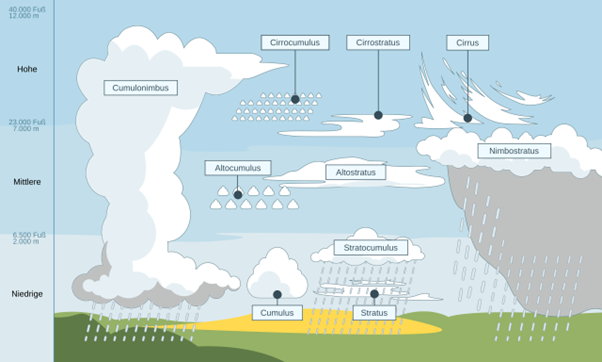 40.000 Fuß
12.000 m
Hohe
Cirrocumulus
Cirrostratus
Cirrus
Cumulonimbus
23.000 Fuß
7.000 m
Nimbostratus
Mittlere
Altocumulus
Altostratus
6.500 Fuß
2.000 m
Stratocumulus
Niedrige
Cumulus
Stratus